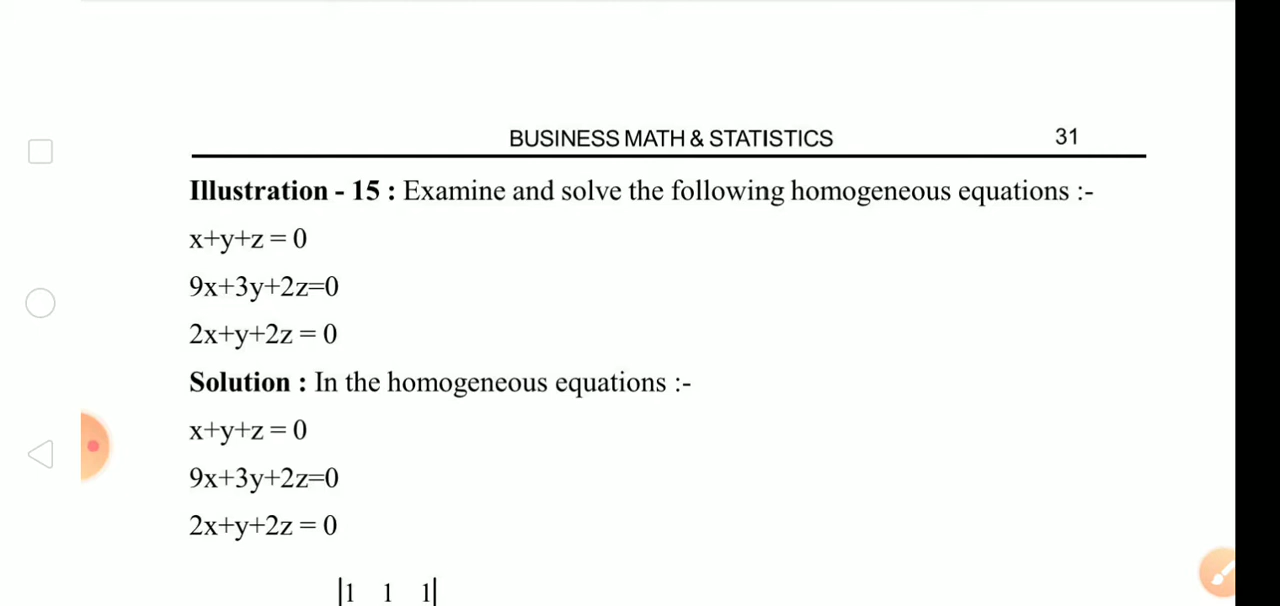 BUSINESS MATH & STATISTICS 31
Illustration - 15 : Examine and solve the following homogeneous equations :-
x+y+z = 0
9x+3y+2z=0
2x+y+2z = 0
Solution : In the homogeneous equations :-
x+y+z = 0
9x+3y+2z=0
2x+y+2z = 0
|1 1 1|